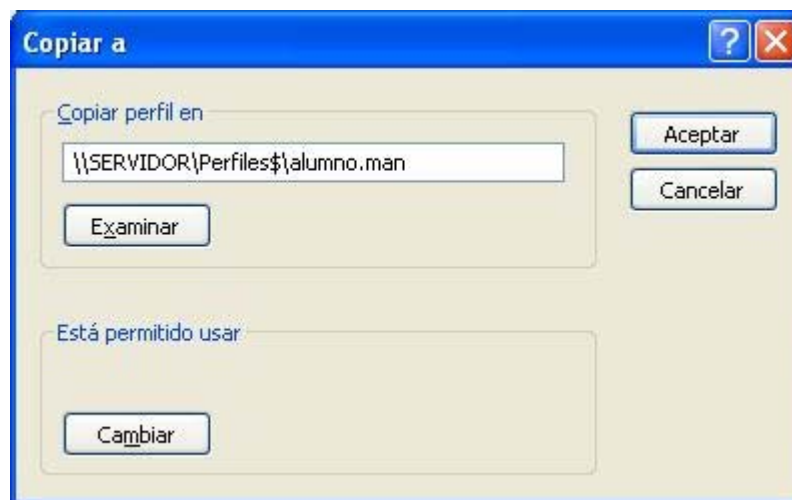 Copiar a
Copiar perfil en
\\SERVIDOR\Perfiles$\alumno.man
Examinar
Aceptar
Cancelar
Está permitido usar
Cambiar